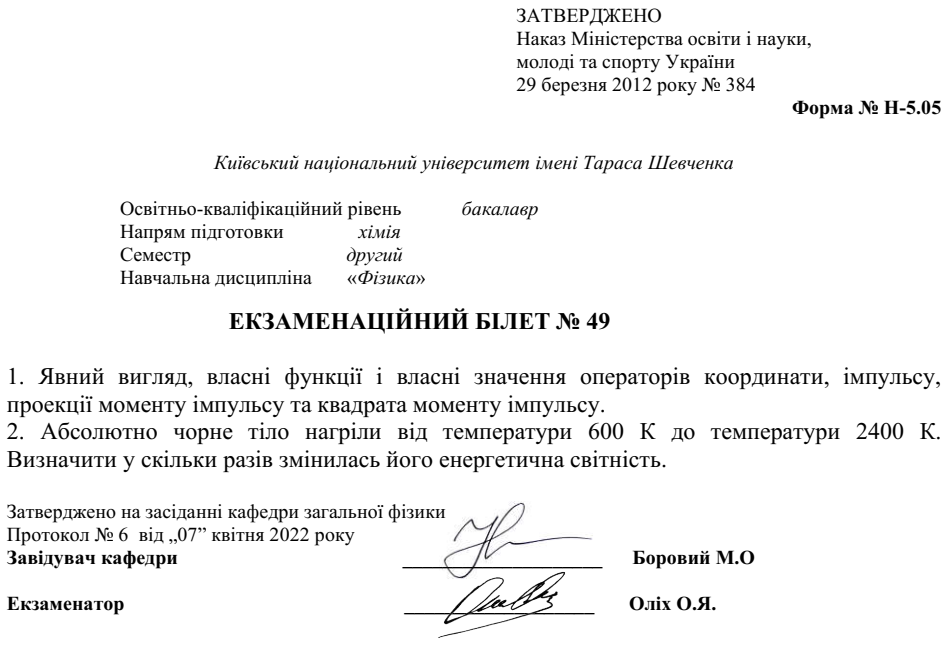 ЗАТВЕРДЖЕНО
Наказ Міністерства освіти і науки,
молоді та спорту України
29 березня 2012 року № 384
Форма № Н-5.05
Київський національний університет імені Тараса Шевченка
Освітньо-кваліфікаційний рівень бакалавр
Напрям підготовки хімія
Семестр другий
Навчальна дисципліна «Фізика»
ЕКЗАМЕНАЦІЙНИЙ БІЛЕТ № 49
1. Явний вигляд, власні функції і власні значення операторів координати, імпульсу,
проекції моменту імпульсу та квадрата моменту імпульсу.
2. Абсолютно чорне тіло нагріли від температури 600 К до температури 2400 К.
Визначити у скільки разів змінилась його енергетична світність.
Затверджено на засіданні кафедри загальної фізики
Протокол № 6 від „07” квітня 2022 року
Завідувач кафедри Боровий М.О
Екзаменатор Оліх О.Я.